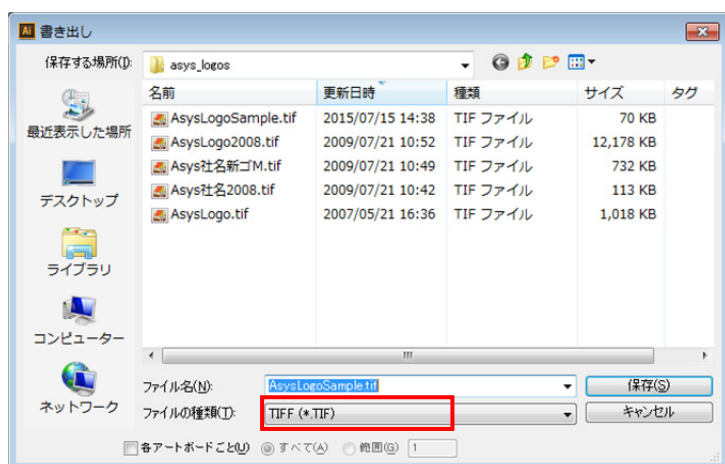 Ai 書き出し
保存する場所(I): asys_logos
名前 更新日時 種類 サイズ タグ
AsysLogoSample.tif 2015/07/15 14:38 TIF ファイル 70 KB
AsysLogo2008.tif 2009/07/21 10:52 TIF ファイル 12,178 KB
Asys社名新ゴM.tif 2009/07/21 10:49 TIF ファイル 732 KB
Asys社名2008.tif 2009/07/21 10:42 TIF ファイル 113 KB
AsysLogo.tif 2007/05/21 16:36 TIF ファイル 1,018 KB
最近表示した場所
デスクトップ
ライブラリ
コンピューター
ネットワーク
ファイル名(N): AsysLogoSample.tif 保存(S)
ファイルの種類(T): TIFF (*.TIF) キャンセル
各アートボードごと(U) すべて(A) 範囲(G) 1